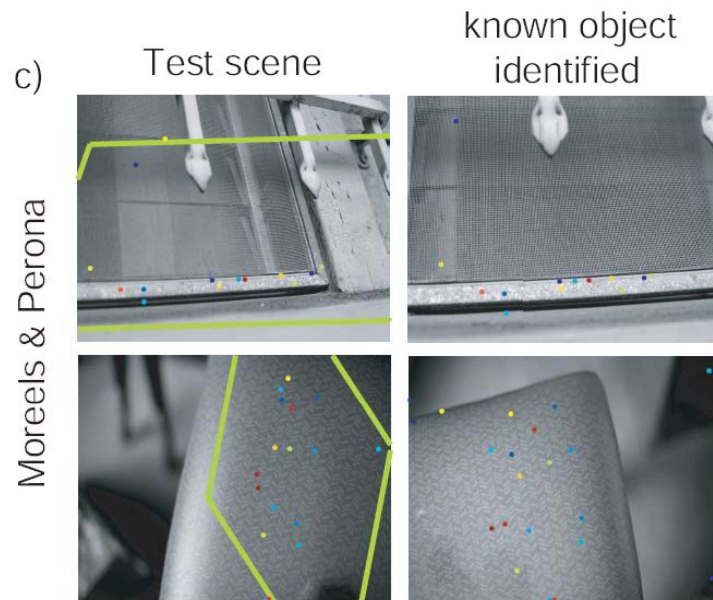 c)
Test scene
known object
identified
Moreels & Perona